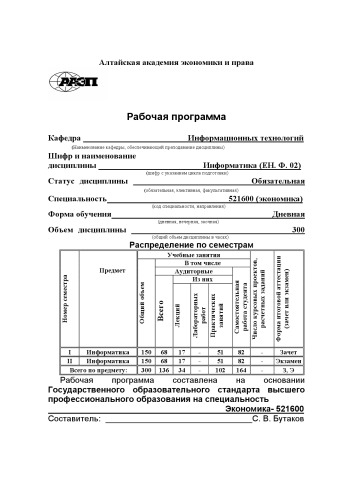 Алтайская академия экономики и права
ААЭП
Рабочая программа
Кафедра Информационных технологий
(Наименование кафедры, обеспечивающей преподавание дисциплины)
Шифр и наименование
дисциплины Информатика (ЕН. Ф. 02)
(шифр с указанием цикла подготовки)
Статус дисциплины Обязательная
(обязательная, элективная, факультативная)
Специальность 521600 (экономика)
(код специальности, направления)
Форма обучения Дневная
(дневная, вечерняя, заочная)
Объем дисциплины 300
(общий объем дисциплины в часах)
Распределение по семестрам
Номер семестра
Предмет
Учебные занятия
Общий объем
В том числе
Аудиторные
Всего
Из них
Лекций
Лабораторных работ
Практических занятий
Самостоятельная работа студента
Число курсовых проектов, расчетных заданий
Форма итоговой аттестации (зачет или экзамен)
I Информатика 150 68 17 - 51 82 - Зачет
II Информатика 150 68 17 - 51 82 - Экзамен
Всего по предмету: 300 136 34 - 102 164 - З, Э
Рабочая программа составлена на основании
Государственного образовательного стандарта высшего
профессионального образования на специальность
Экономика- 521600
Составитель: С. В. Бутаков